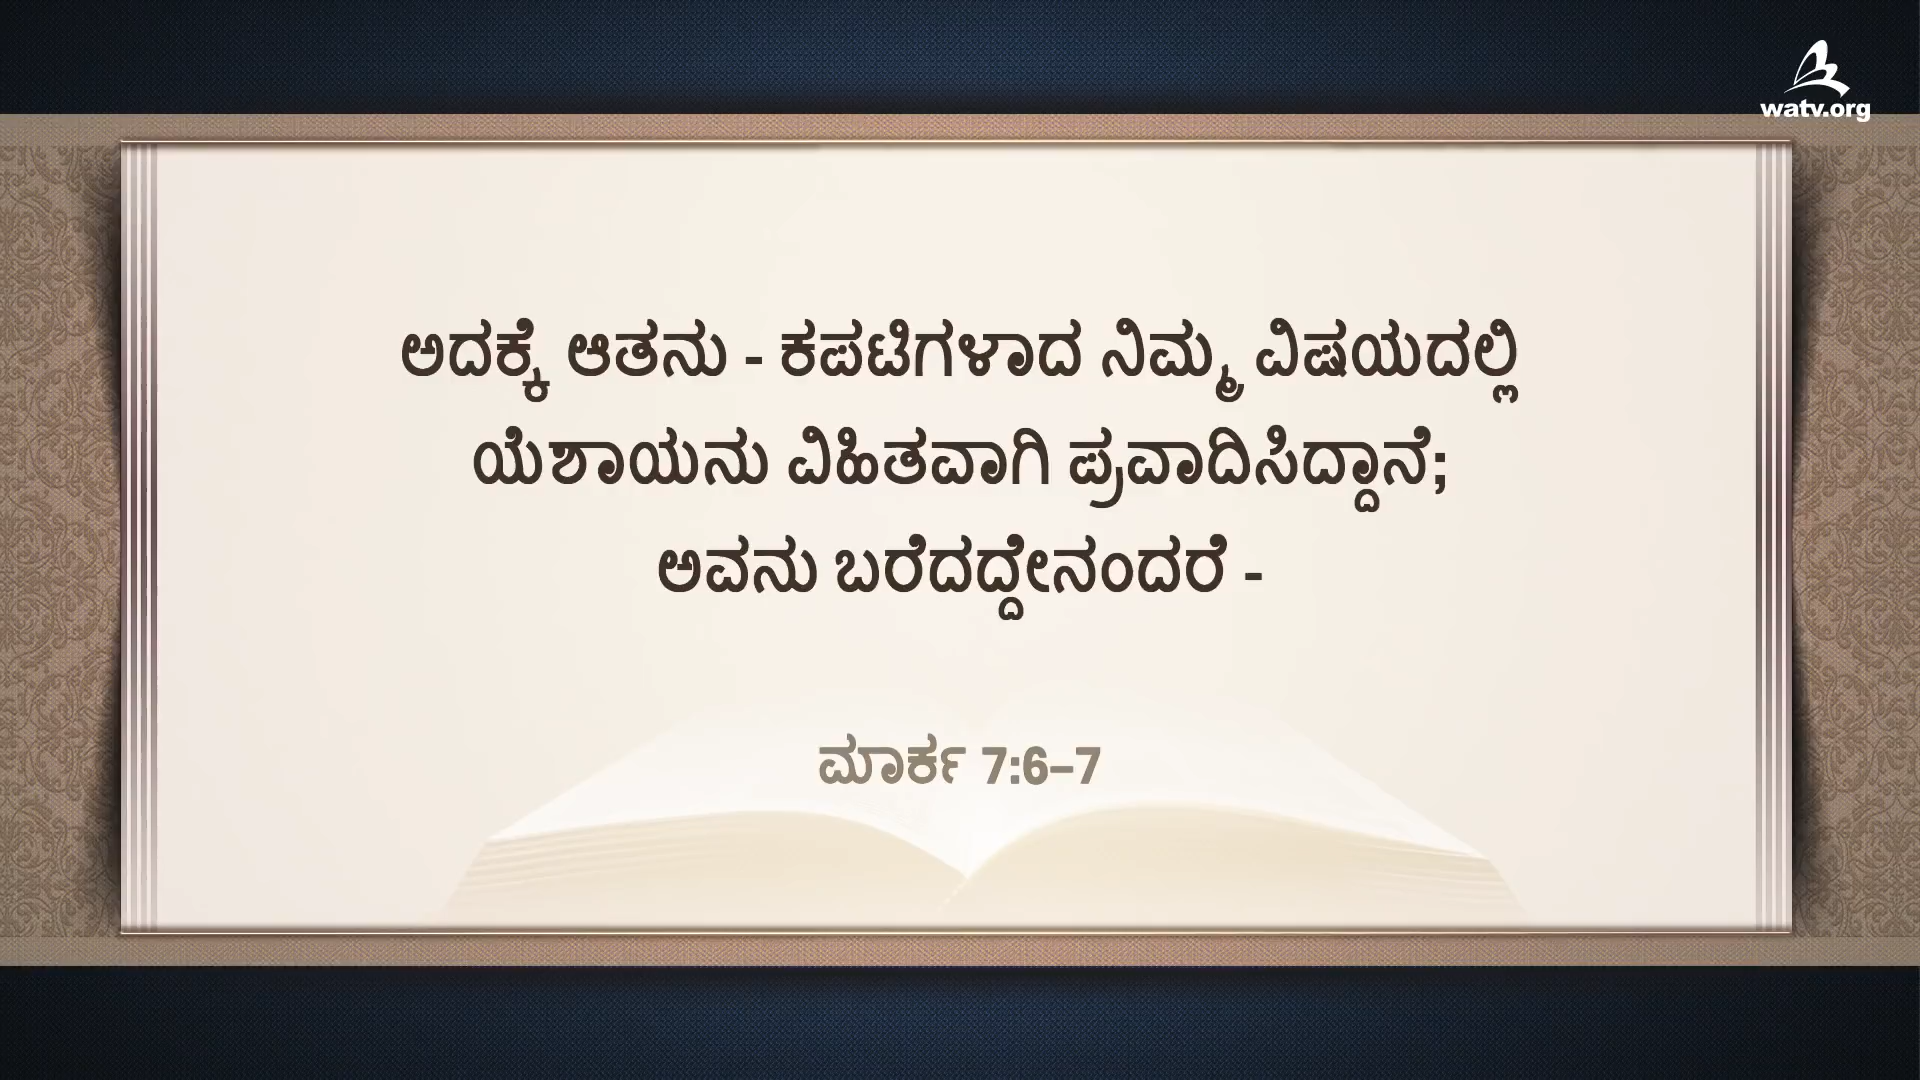 watv.org
ಅದಕ್ಕೆ ಆತನು - ಕಪಟಿಗಳಾದ ನಿಮ್ಮ ವಿಷಯದಲ್ಲಿ
ಯೆಶಾಯನು ವಿಹಿತವಾಗಿ ಪ್ರವಾದಿಸಿದ್ದಾನೆ;
ಅವನು ಬರೆದದ್ದೇನಂದರೆ -
ಮಾರ್ಕ 7:6–7